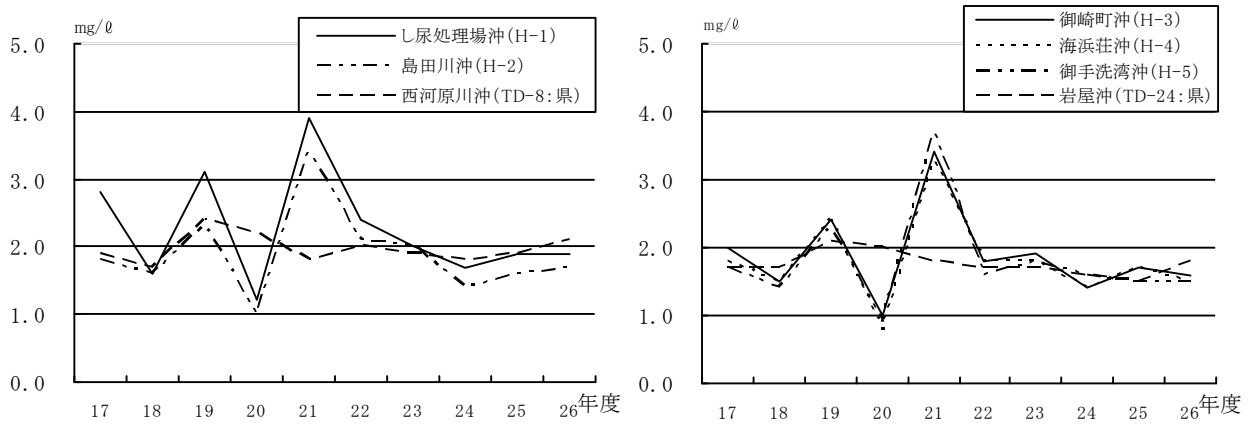 mg/ℓ
し尿処理場沖(H-1)
島田川沖(H-2)
西河原川沖(TD-8:県)
5.0
4.0
3.0
2.0
1.0
0.0
17 18 19 20 21 22 23 24 25 26 年度
mg/ℓ
御崎町沖(H-3)
海浜荘沖(H-4)
御手洗湾沖(H-5)
岩屋沖(TD-24:県)
5.0
4.0
3.0
2.0
1.0
0.0
17 18 19 20 21 22 23 24 25 26 年度